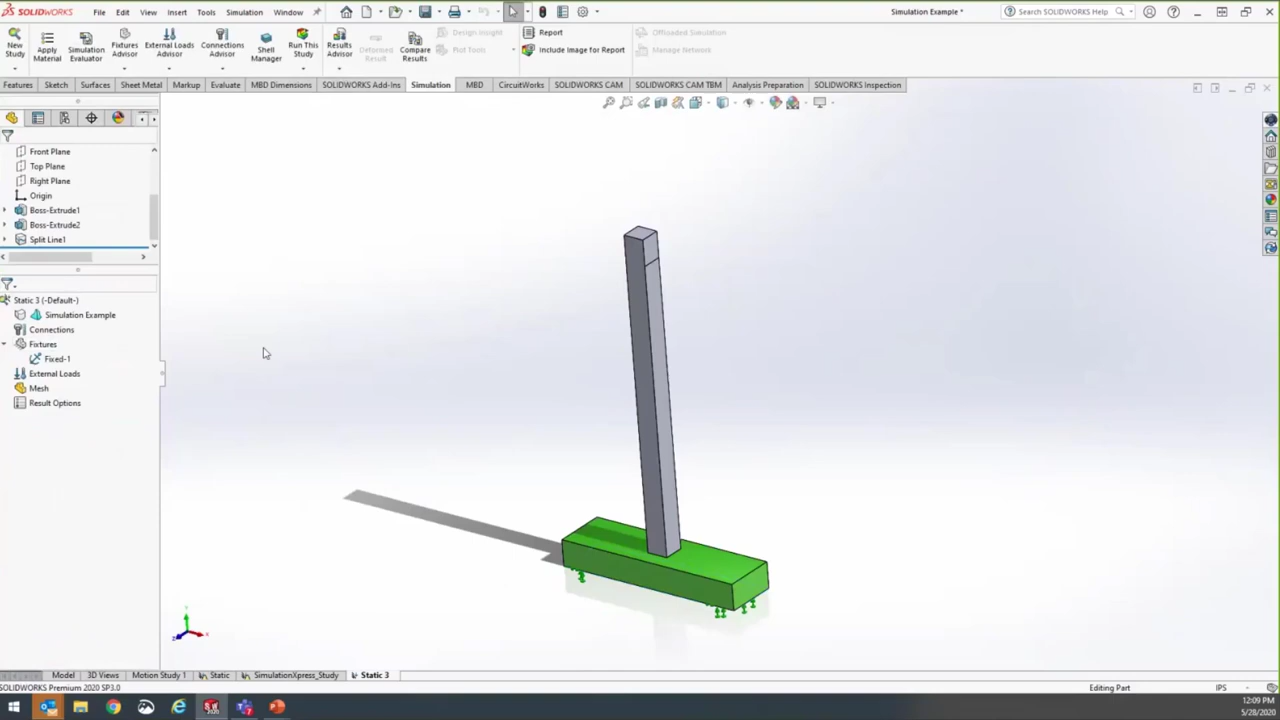 SOLIDWORKS File Edit View Insert Tools Simulation Window Simulation Example * Search SOLIDWORKS Help
New Study
Apply Material
Simulation Evaluator
Fixtures Advisor
External Loads Advisor
Connections Advisor
Shell Manager
Run This Study
Results Advisor
Deformed Result
Compare Results
Design Insight
Plot Tools
Report
Include Image for Report
Offloaded Simulation
Manage Network
Features Sketch Surfaces Sheet Metal Markup Evaluate MBD Dimensions SOLIDWORKS Add-Ins Simulation MBD CircuitWorks SOLIDWORKS CAM SOLIDWORKS CAM TBM Analysis Preparation SOLIDWORKS Inspection
Front Plane
Top Plane
Right Plane
Origin
Boss-Extrude1
Boss-Extrude2
Split Line1
Static 3 (-Default-)
Simulation Example
Connections
Fixtures
Fixed-1
External Loads
Mesh
Result Options
Y
X
Z
Model 3D Views Motion Study 1 Static SimulationXpress_Study Static 3
SOLIDWORKS Premium 2020 SP3.0 Editing Part IPS
12:09 PM
5/28/2020